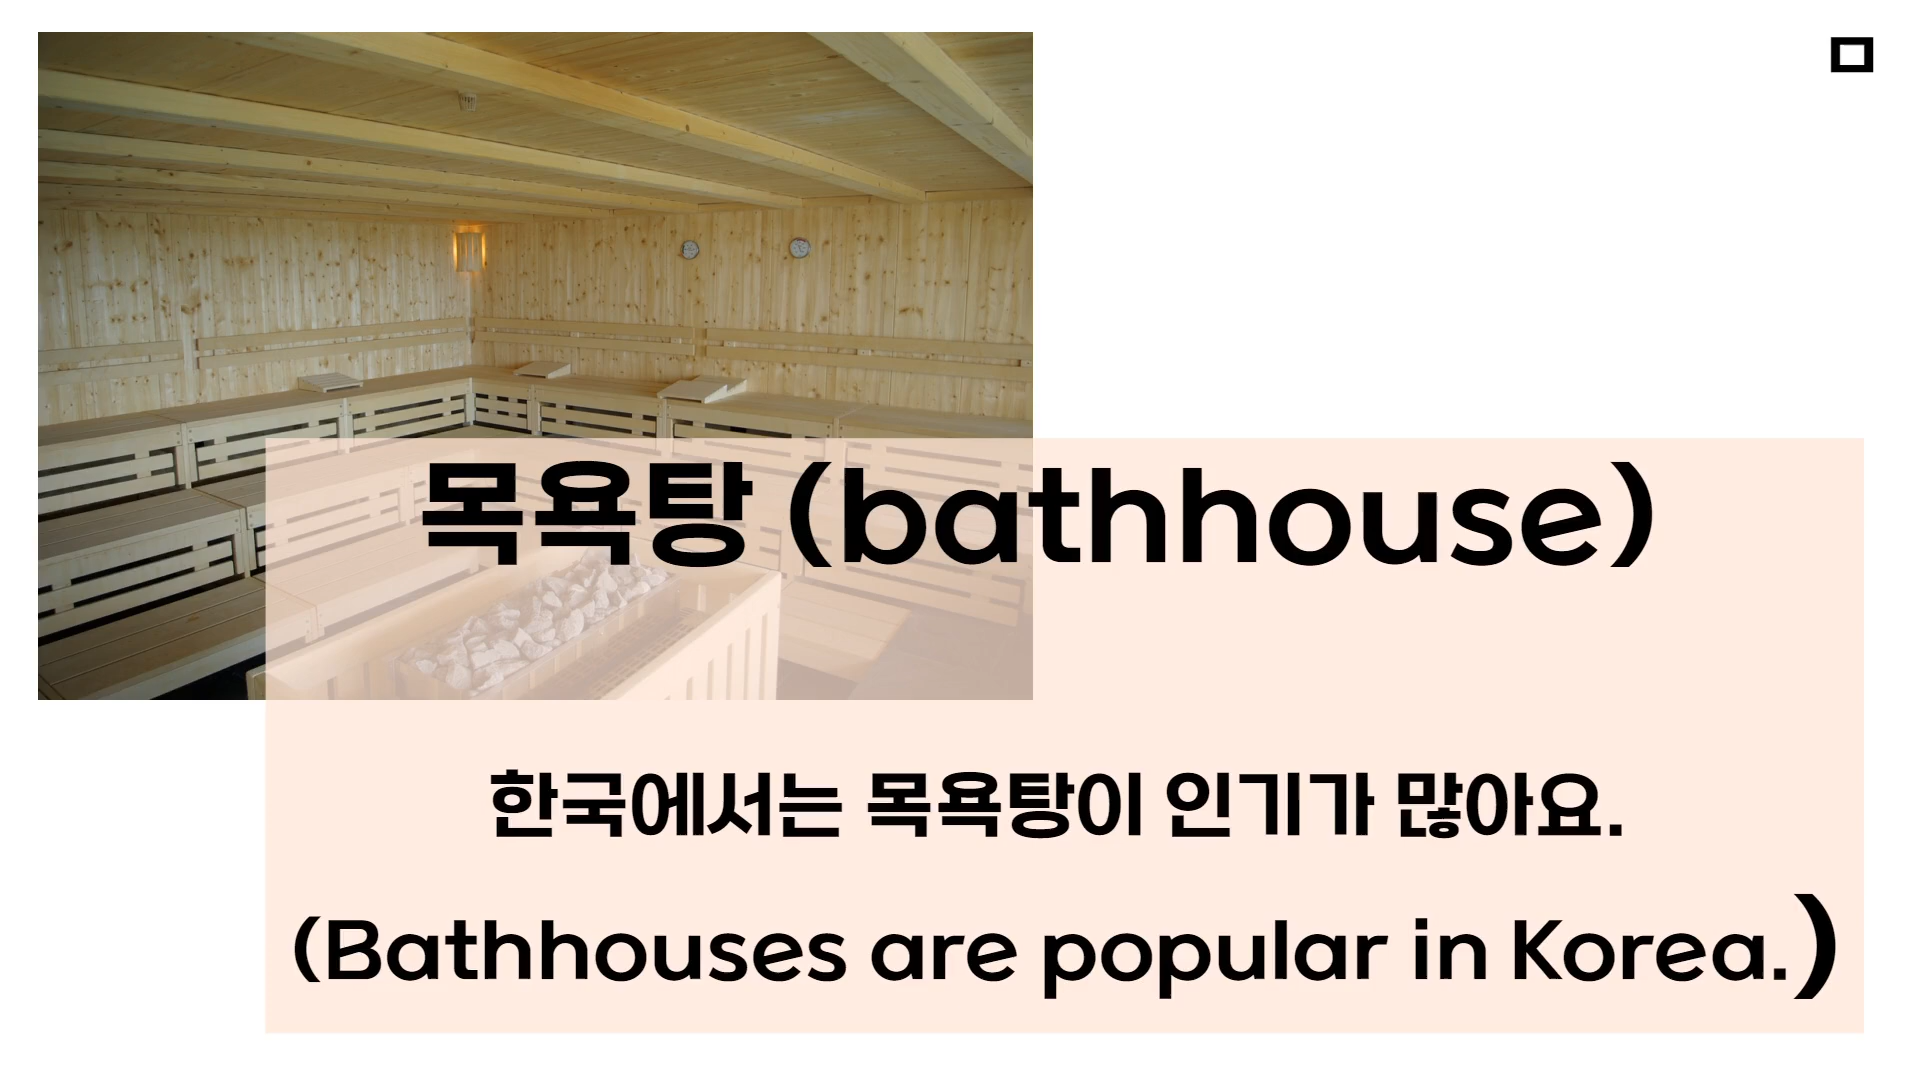 ㅁ
목욕탕 (bathhouse)
한국에서는 목욕탕이 인기가 많아요.
(Bathhouses are popular in Korea.)